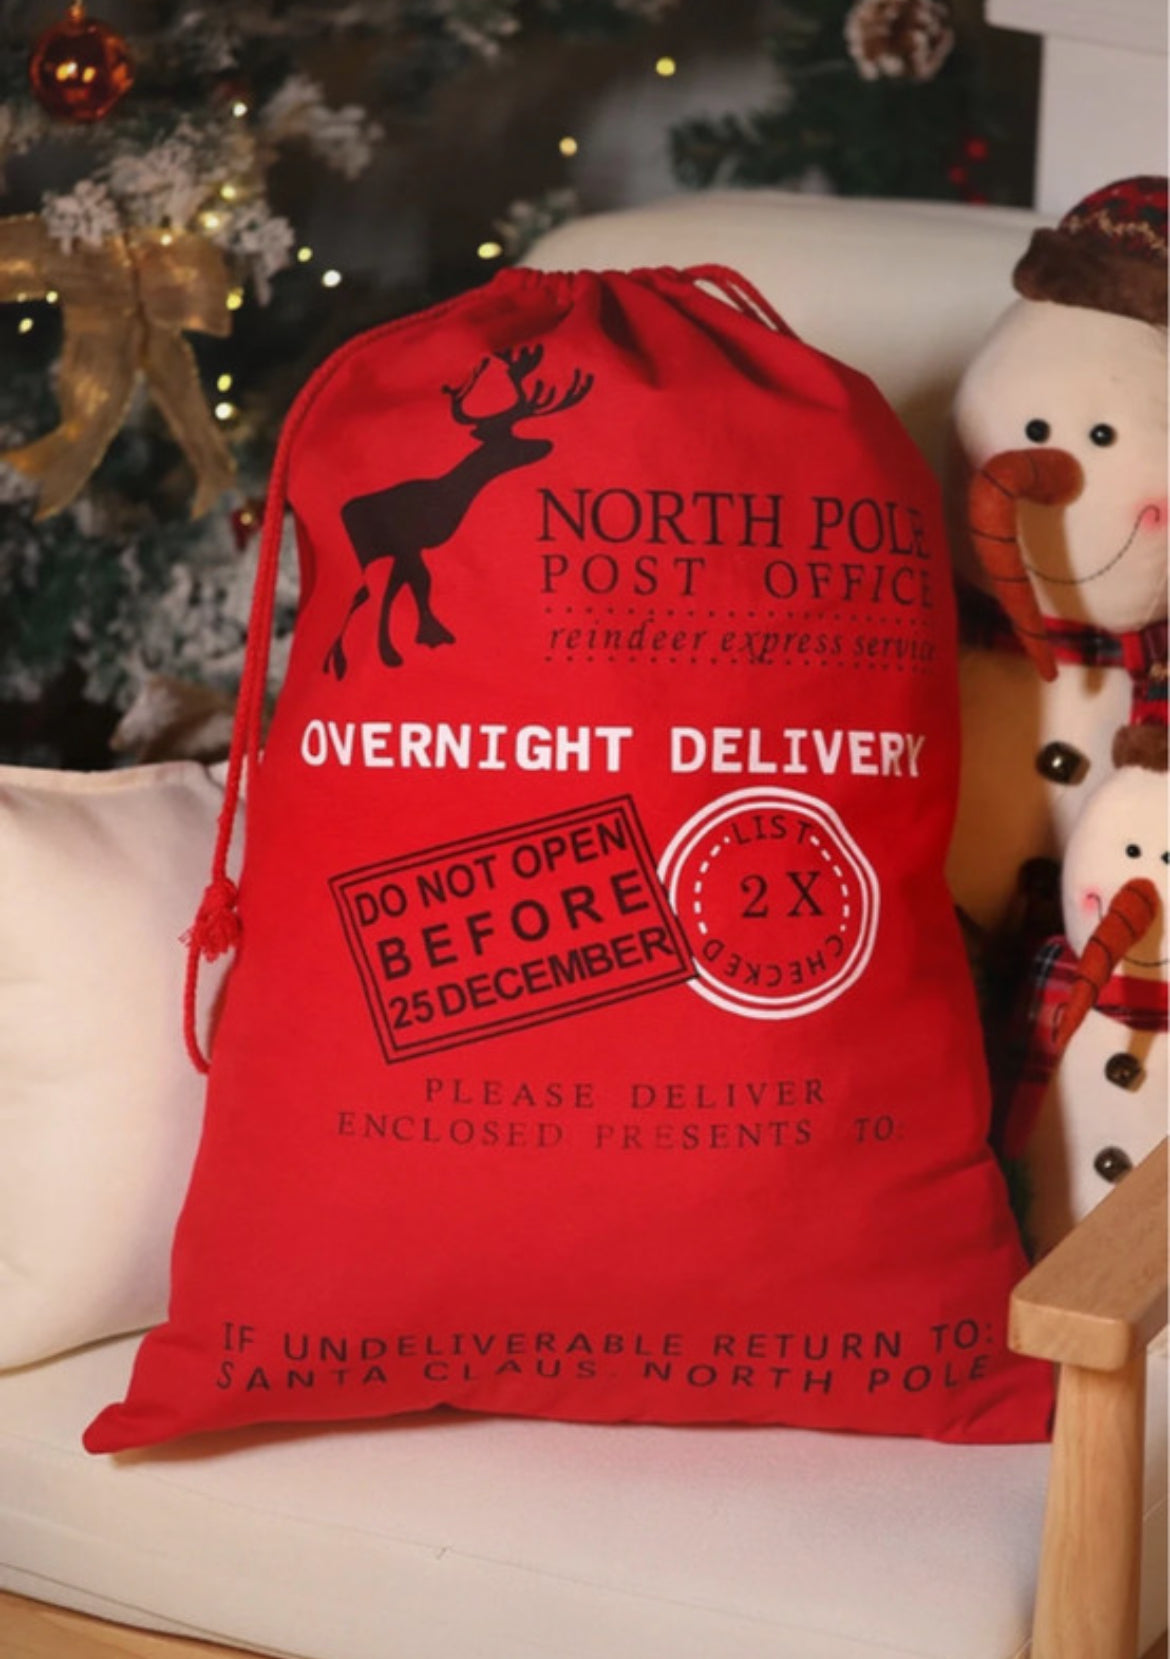 NORTH POLE
POST OFFICE
reindeer express service
OVERNIGHT DELIVERY
DO NOT OPEN
BEFORE
25 DECEMBER
LIST
2 X
CHECKED
PLEASE DELIVER
ENCLOSED PRESENTS TO:
IF UNDELIVERABLE RETURN TO:
SANTA CLAUS. NORTH POLE